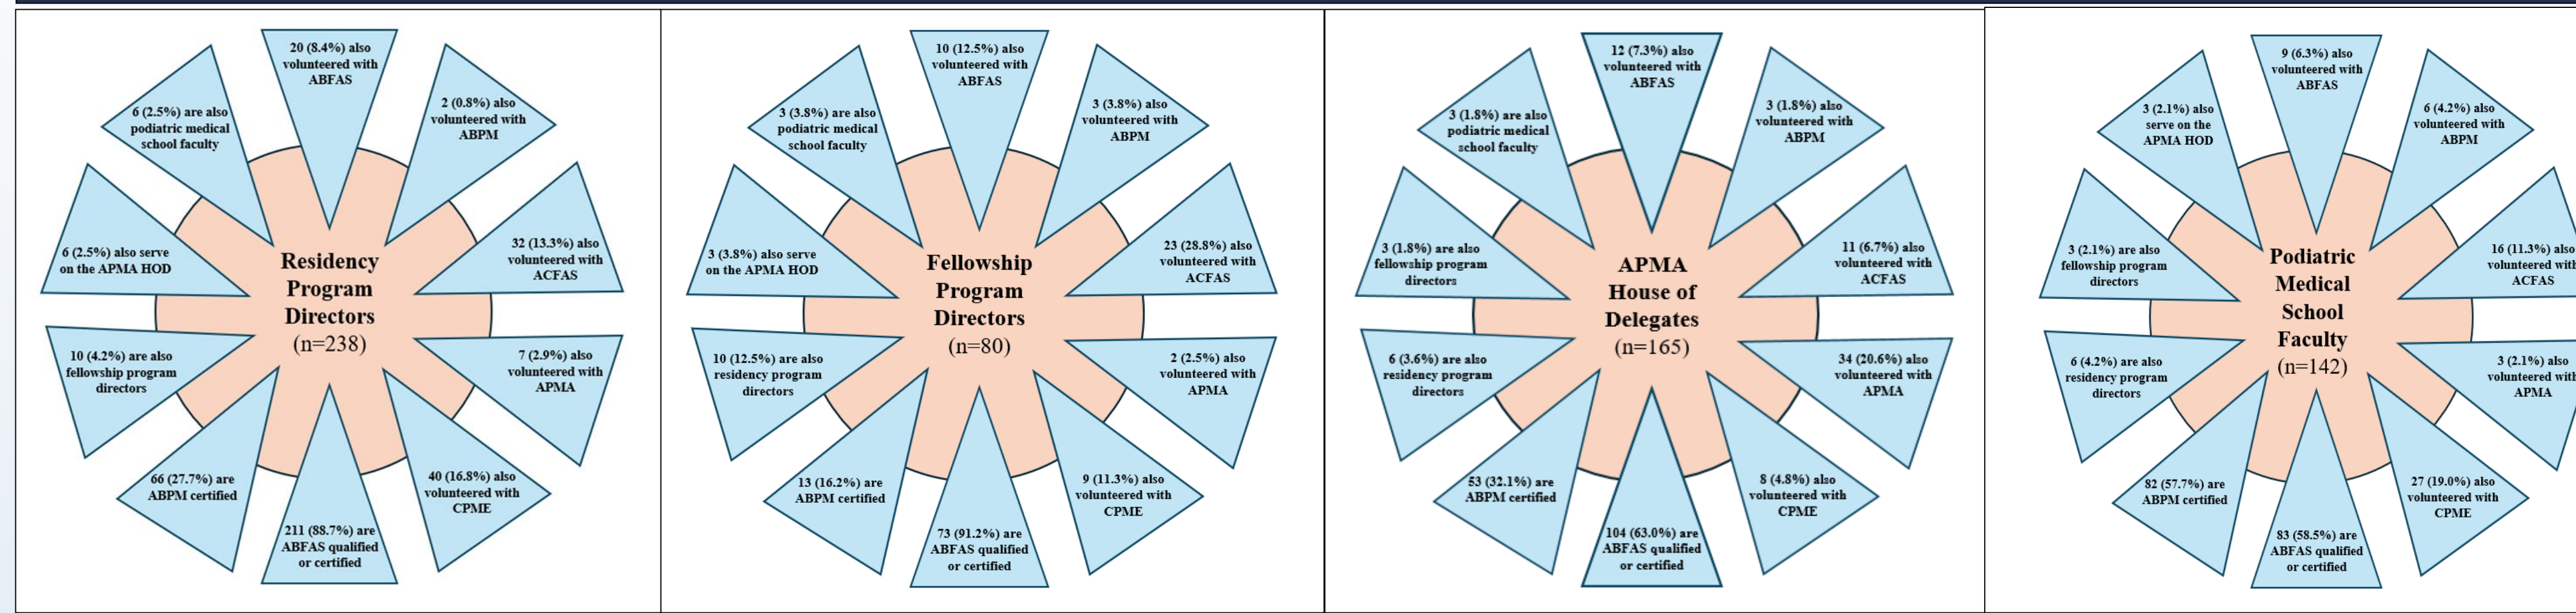 20 (8.4%) also
volunteered with
ABFAS
2 (0.8%) also
volunteered with
ABPM
32 (13.3%) also
volunteered with
ACFAS
7 (2.9%) also
volunteered with
APMA
40 (16.8%) also
volunteered with
CPME
211 (88.7%) are
ABFAS qualified
or certified
66 (27.7%) are
ABPM certified
10 (4.2%) are also
fellowship program
directors
6 (2.5%) also serve
on the APMA HOD
6 (2.5%) are also
podiatric medical
school faculty
Residency
Program
Directors
(n=238)
10 (12.5%) also
volunteered with
ABFAS
3 (3.8%) also
volunteered with
ABPM
23 (28.8%) also
volunteered with
ACFAS
2 (2.5%) also
volunteered with
APMA
9 (11.3%) also
volunteered with
CPME
73 (91.2%) are
ABFAS qualified
or certified
13 (16.2%) are
ABPM certified
10 (12.5%) are also
residency program
directors
3 (3.8%) also serve
on the APMA HOD
3 (3.8%) are also
podiatric medical
school faculty
Fellowship
Program
Directors
(n=80)
12 (7.3%) also
volunteered with
ABFAS
3 (1.8%) also
volunteered with
ABPM
11 (6.7%) also
volunteered with
ACFAS
34 (20.6%) also
volunteered with
APMA
8 (4.8%) also
volunteered with
CPME
104 (63.0%) are
ABFAS qualified
or certified
53 (32.1%) are
ABPM certified
6 (3.6%) are also
residency program
directors
3 (1.8%) are also
fellowship program
directors
3 (1.8%) are also
podiatric medical
school faculty
APMA
House of
Delegates
(n=165)
9 (6.3%) also
volunteered with
ABFAS
6 (4.2%) also
volunteered with
ABPM
16 (11.3%) also
volunteered with
ACFAS
3 (2.1%) also
volunteered with
APMA
27 (19.0%) also
volunteered with
CPME
83 (58.5%) are
ABFAS qualified
or certified
82 (57.7%) are
ABPM certified
6 (4.2%) are also
residency program
directors
3 (2.1%) are also
fellowship program
directors
3 (2.1%) also
serve on the
APMA HOD
Podiatric
Medical
School
Faculty
(n=142)